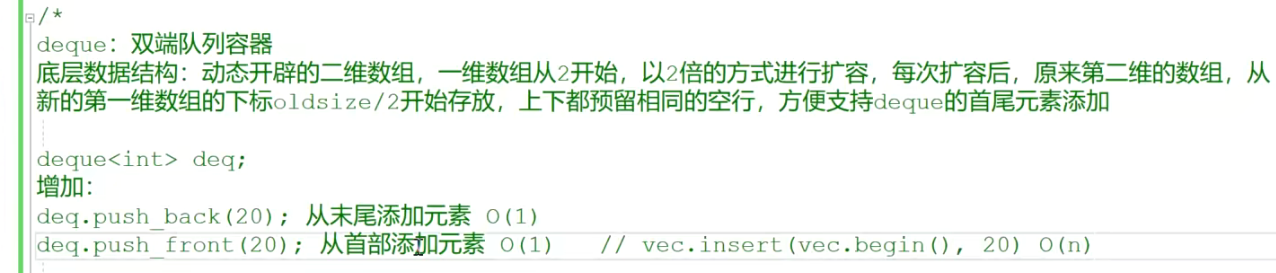 /*
deque：双端队列容器
底层数据结构：动态开辟的二维数组，一维数组从2开始，以2倍的方式进行扩容，每次扩容后，原来第二维的数组，从
新的第一维数组的下标oldsize/2开始存放，上下都预留相同的空行，方便支持deque的首尾元素添加
deque<int> deq;
增加：
deq.push_back(20); 从末尾添加元素 O(1)
deq.push_front(20); 从首部添加元素 O(1) // vec.insert(vec.begin(), 20) O(n)